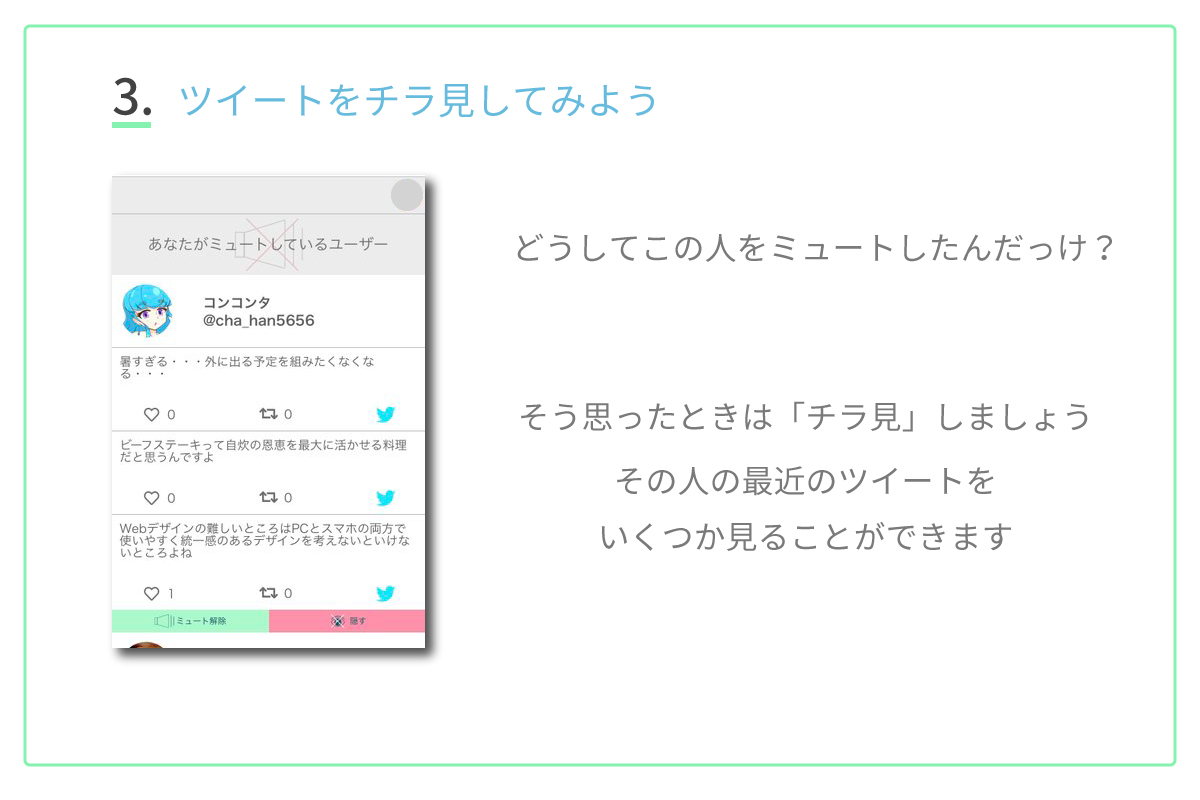 3. ツイートをチラ見してみよう
あなたがミュートしているユーザー
コンコンタ
@cha_han5656
暑すぎる・・・外に出る予定を組みたくなくな
る・・・
0 0
ビーフステーキって自炊の恩恵を最大に活かせる料理
だと思うんですよ
0 0
Webデザインの難しいところはPCとスマホの両方で
使いやすく統一感のあるデザインを考えないといけな
いところよね
1 0
ミュート解除 隠す
どうしてこの人をミュートしたんだっけ？
そう思ったときは「チラ見」しましょう
その人の最近のツイートを
いくつか見ることができます